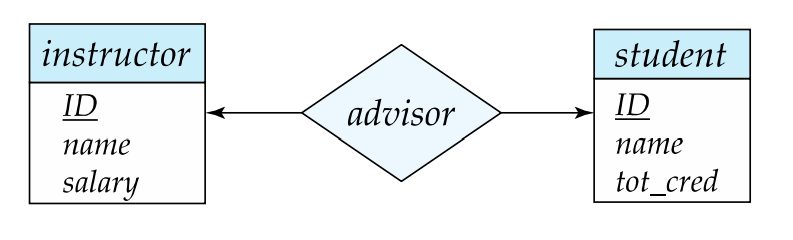 instructor
ID
name
salary
advisor
student
ID
name
tot_cred